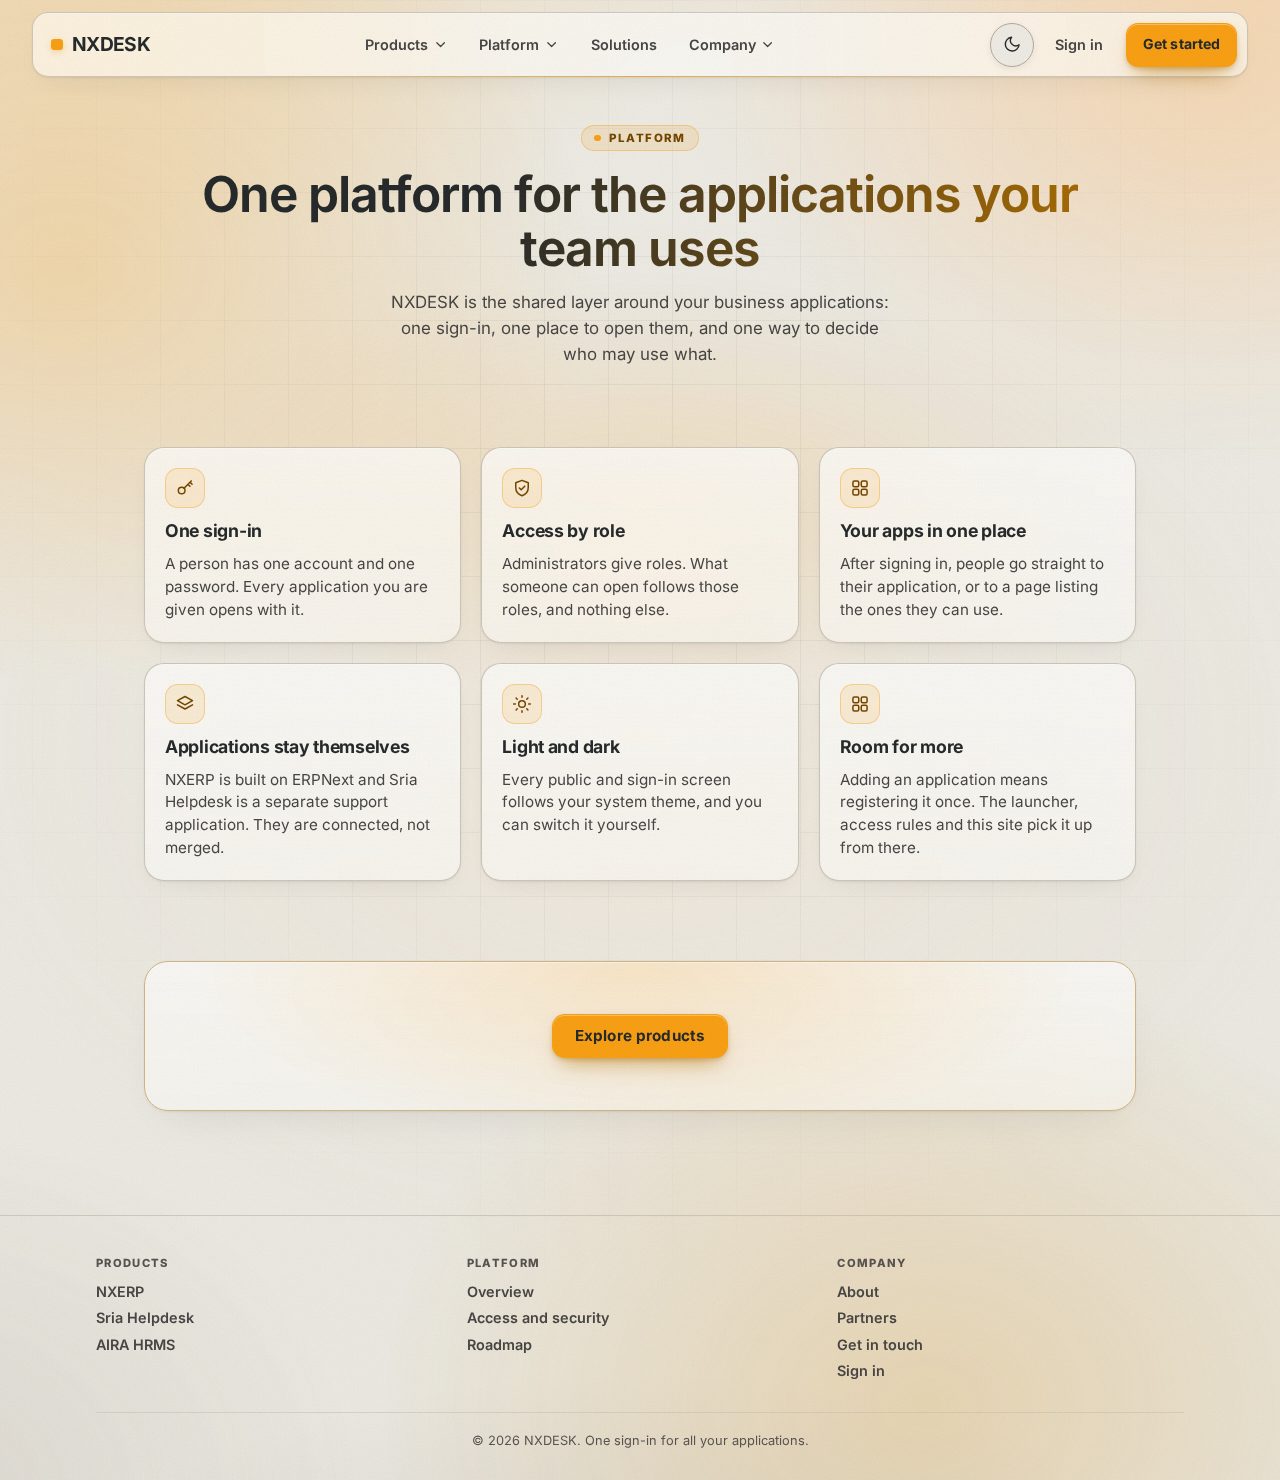 NXDESK
Products
Platform
Solutions
Company
Sign in
Get started
PLATFORM
One platform for the applications your
team uses
NXDESK is the shared layer around your business applications:
one sign-in, one place to open them, and one way to decide
who may use what.
One sign-in
A person has one account and one
password. Every application you are
given opens with it.
Access by role
Administrators give roles. What
someone can open follows those
roles, and nothing else.
Your apps in one place
After signing in, people go straight to
their application, or to a page listing
the ones they can use.
Applications stay themselves
NXERP is built on ERPNext and Sria
Helpdesk is a separate support
application. They are connected, not
merged.
Light and dark
Every public and sign-in screen
follows your system theme, and you
can switch it yourself.
Room for more
Adding an application means
registering it once. The launcher,
access rules and this site pick it up
from there.
Explore products
PRODUCTS
NXERP
Sria Helpdesk
AIRA HRMS
PLATFORM
Overview
Access and security
Roadmap
COMPANY
About
Partners
Get in touch
Sign in
© 2026 NXDESK. One sign-in for all your applications.